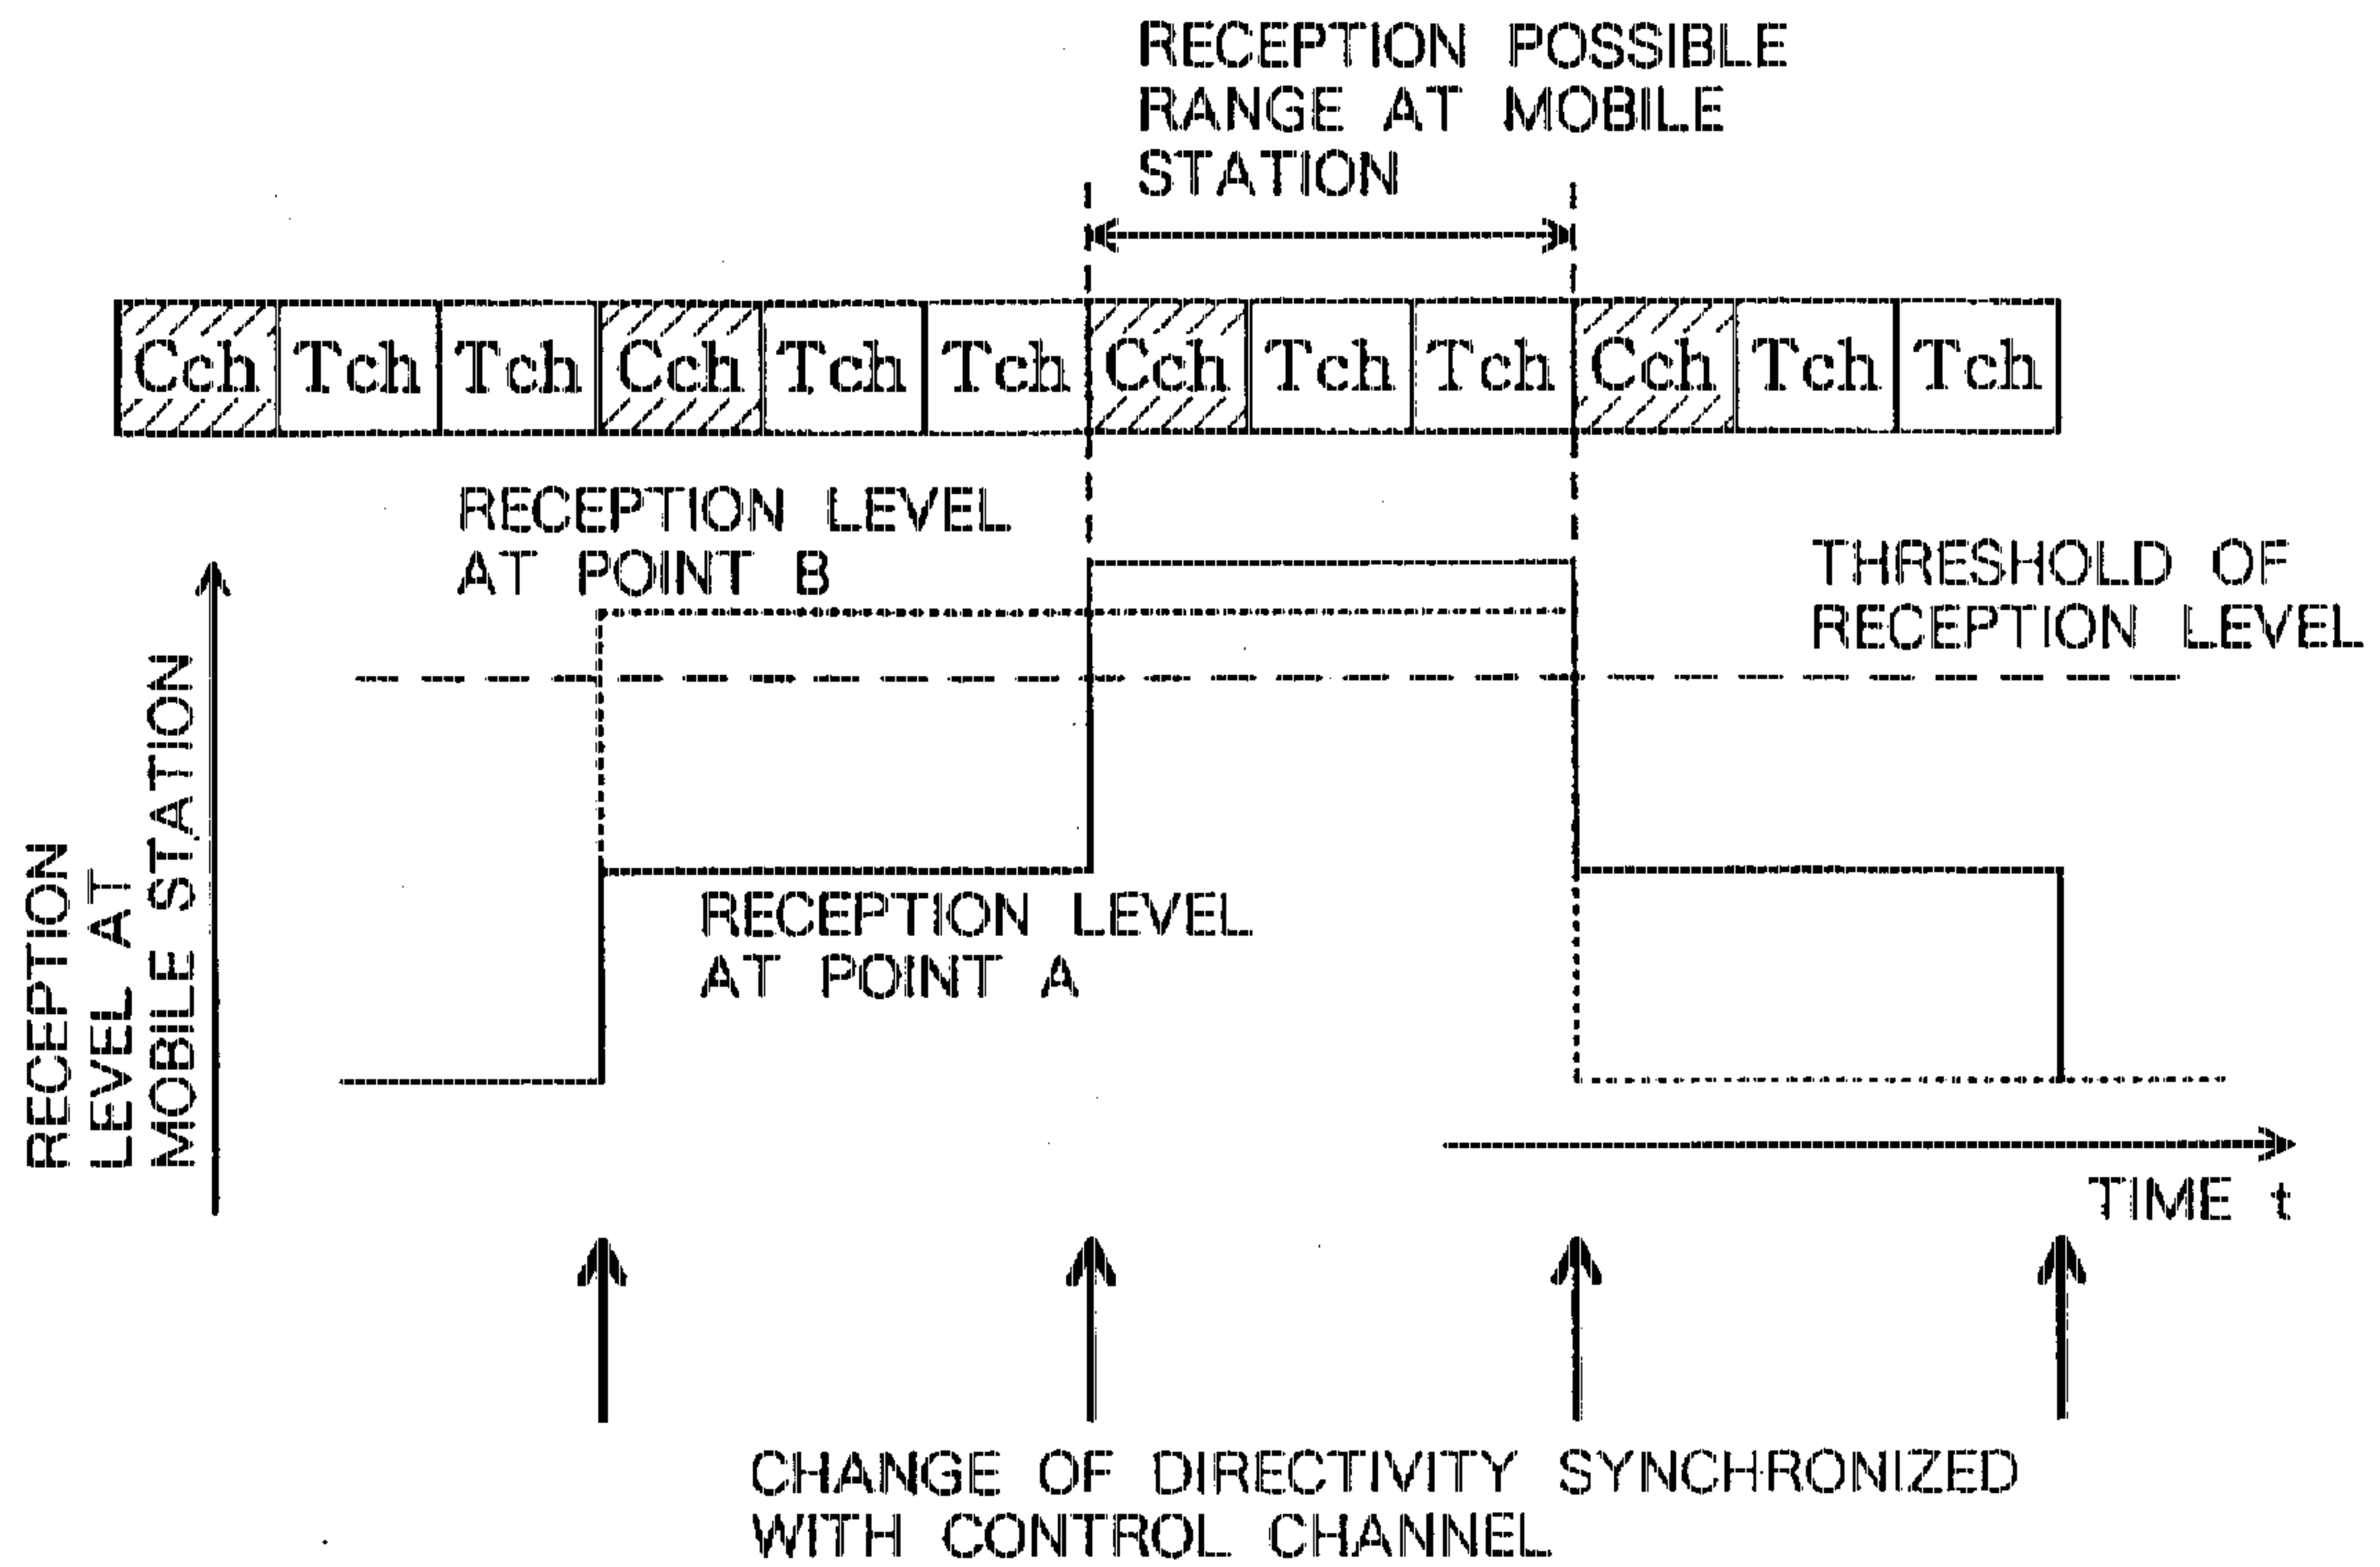 RECEPTION POSSIBLE
RANGE AT MOBILE
STATION
Cch Tch Tch Cch Tch Tch Cch Tch Tch Cch Tch Tch
RECEPTION LEVEL
AT POINT B
THRESHOLD OF
RECEPTION LEVEL
RECEPTION
LEVEL AT
MOBILE STATION
RECEPTION LEVEL
AT POINT A
TIME t
CHANGE OF DIRECTIVITY SYNCHRONIZED
WITH CONTROL CHANNEL